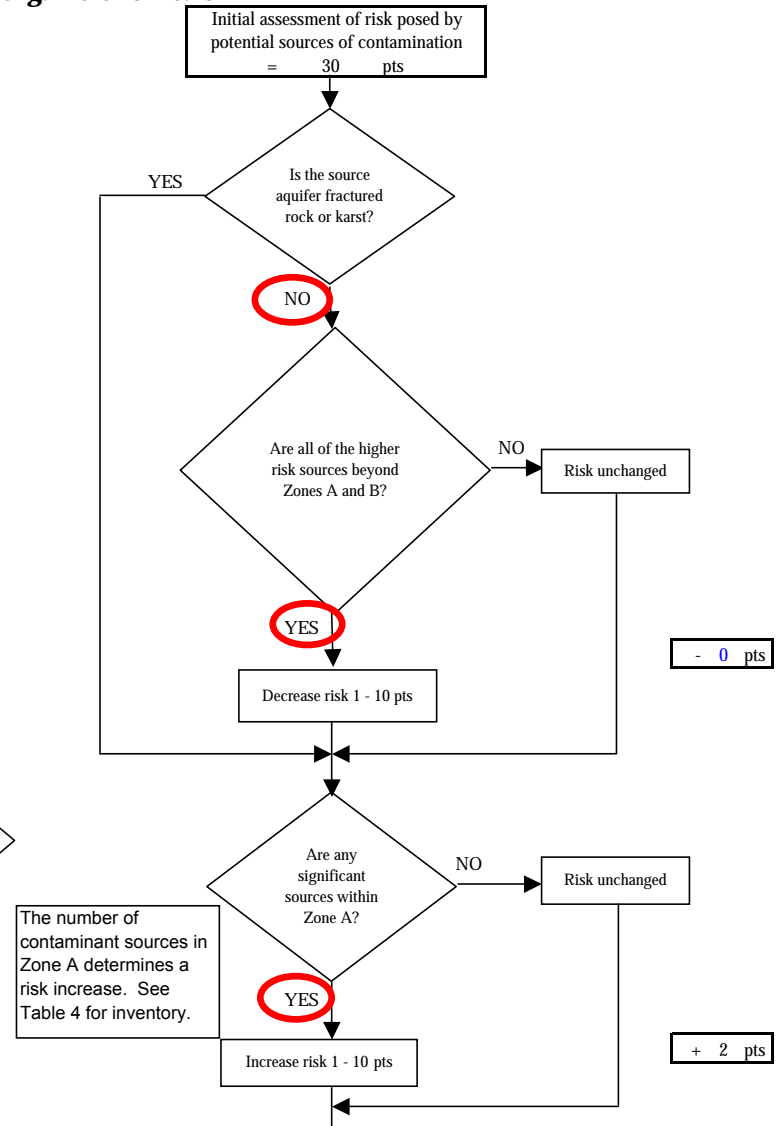 Initial assessment of risk posed by
potential sources of contamination
= 30 pts
YES
Is the source
aquifer fractured
rock or karst?
NO
Are all of the higher
risk sources beyond
Zones A and B?
NO
Risk unchanged
YES
- 0 pts
Decrease risk 1 - 10 pts
Are any
significant
sources within
Zone A?
NO
Risk unchanged
The number of
contaminant sources in
Zone A determines a
risk increase. See
Table 4 for inventory.
YES
+ 2 pts
Increase risk 1 - 10 pts